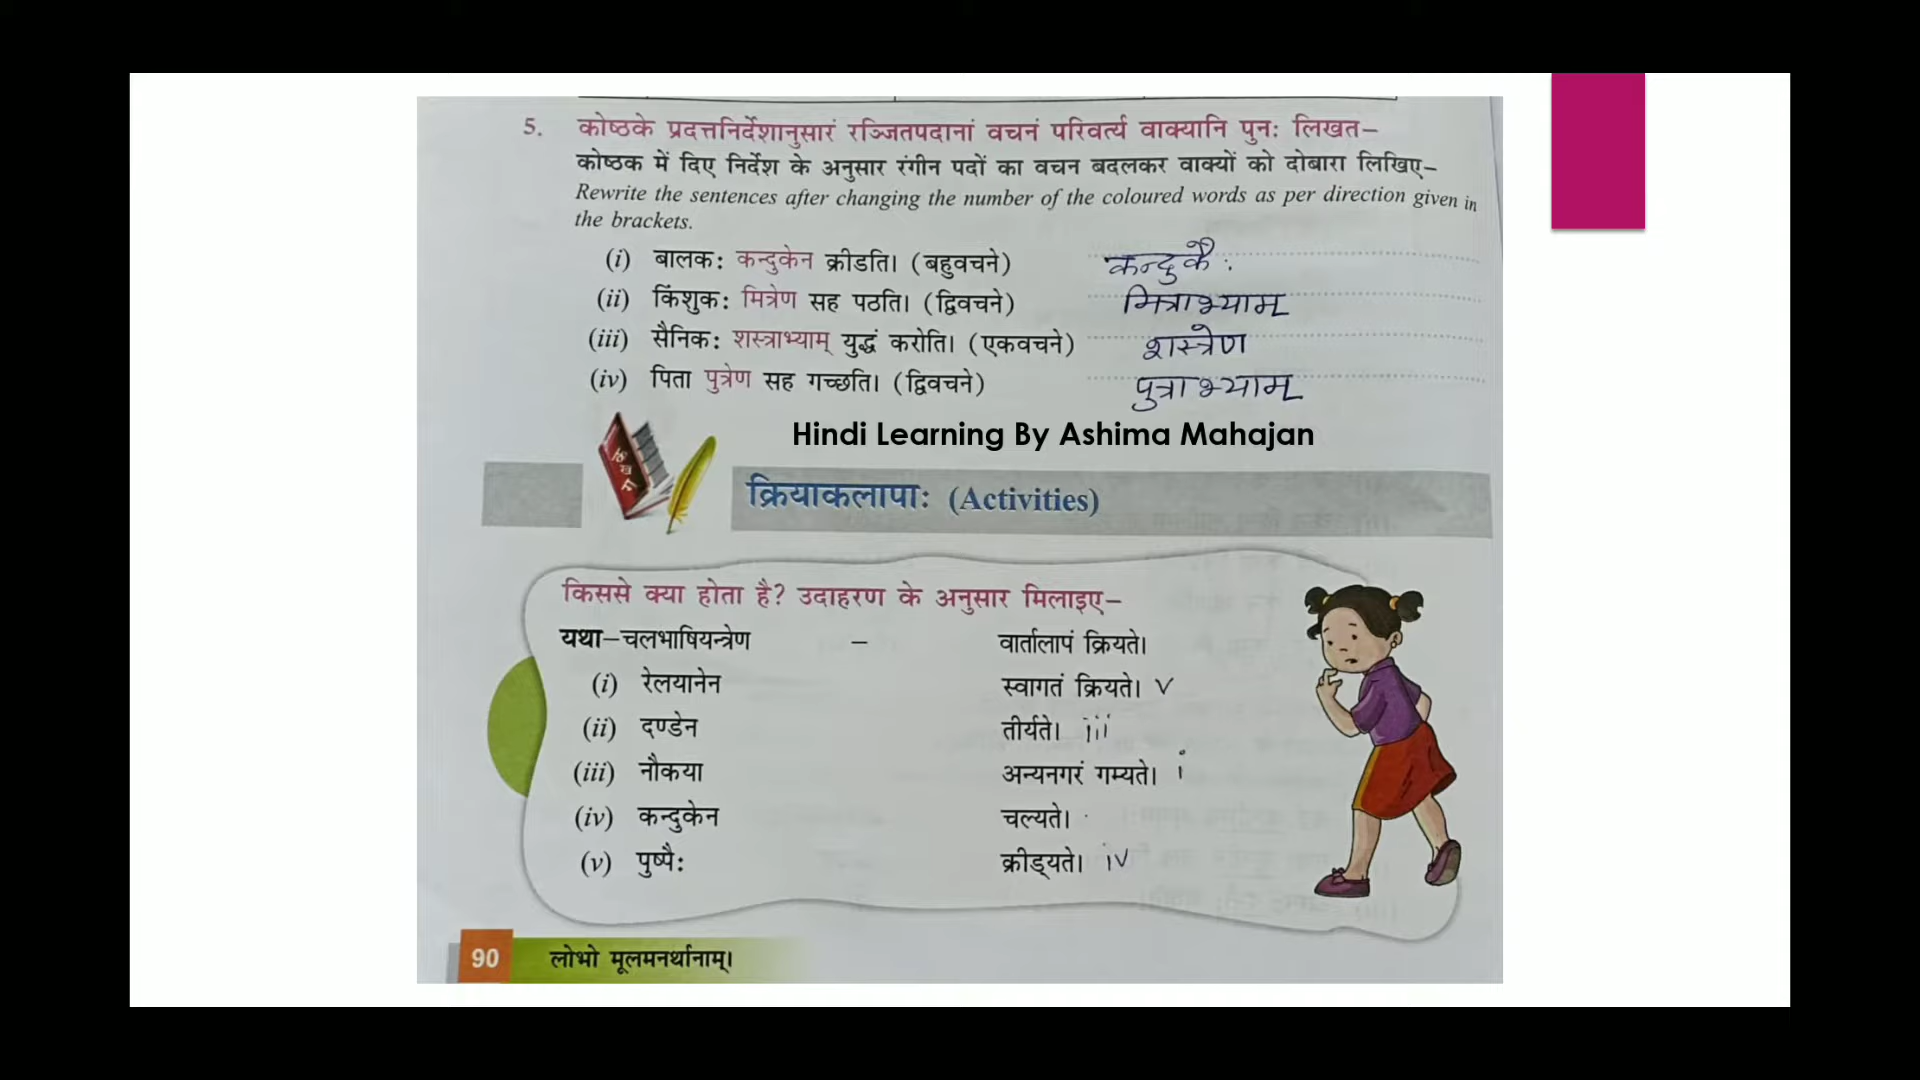 5. कोष्ठके प्रदत्तनिर्देशानुसारं रञ्जितपदानां वचनं परिवर्त्य वाक्यानि पुनः लिखत–
कोष्ठक में दिए निर्देश के अनुसार रंगीन पदों का वचन बदलकर वाक्यों को दोबारा लिखिए–
Rewrite the sentences after changing the number of the coloured words as per direction given in
the brackets.
(i) बालकः कन्दुकेन क्रीडति। (बहुवचने) कन्दुकैः
(ii) किंशुकः मित्रेण सह पठति। (द्विवचने) मित्राभ्याम्
(iii) सैनिकः शस्त्राभ्याम् युद्धं करोति। (एकवचने) शस्त्रेण
(iv) पिता पुत्रेण सह गच्छति। (द्विवचने) पुत्राभ्याम्
Hindi Learning By Ashima Mahajan
क्रियाकलापाः (Activities)
किससे क्या होता है? उदाहरण के अनुसार मिलाइए–
यथा–चलभाषियन्त्रेण – वार्तालापं क्रियते।
(i) रेलयानेन स्वागतं क्रियते। v
(ii) दण्डेन तीर्यते। iii
(iii) नौकया अन्यनगरं गम्यते। i
(iv) कन्दुकेन चल्यते।
(v) पुष्पैः क्रीड्यते। iv
90 लोभो मूलमनर्थानाम्।